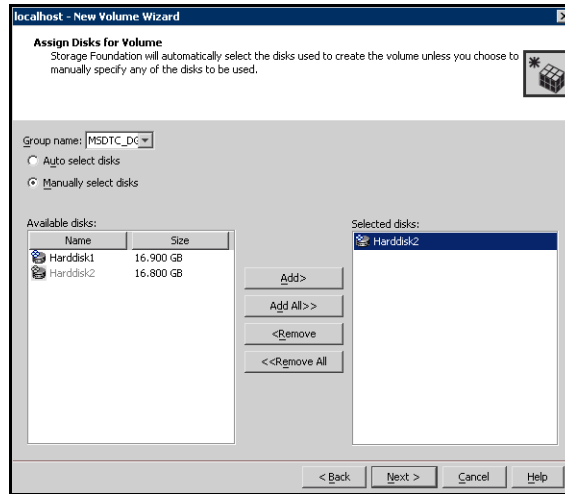 localhost - New Volume Wizard
Assign Disks for Volume
Storage Foundation will automatically select the disks used to create the volume unless you choose to
manually specify any of the disks to be used.
Group name: MSDTC_DG
Auto select disks
Manually select disks
Available disks:
Name Size
Harddisk1 16.900 GB
Harddisk2 16.800 GB
Add>
Add All>>
<Remove
<<Remove All
Selected disks:
Harddisk2
< Back Next > Cancel Help